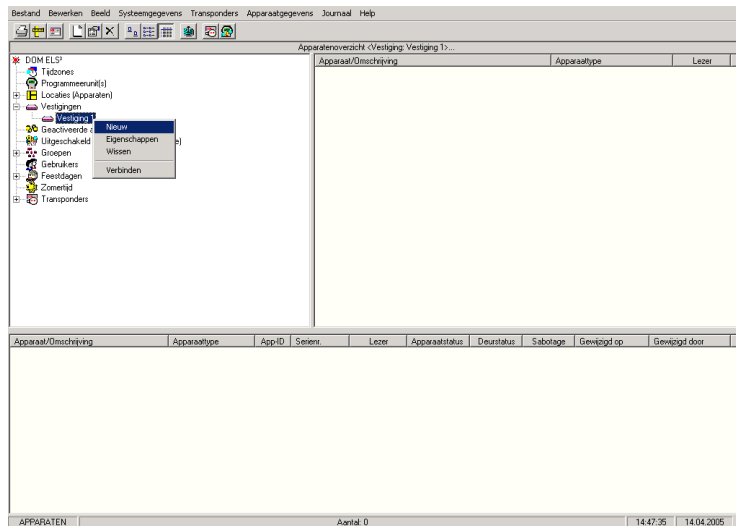 Bestand Bewerken Beeld Systeemgegevens Transponders Apparaatgegevens Journaal Help
Apparatenoverzicht <Vestiging: Vestiging 1>...
DOM ELS³
Tijdzones
Programmeerunit(s)
Locaties (Apparaten)
Vestigingen
Vestiging 1
Geactiveerde a
Uitgeschakeld e)
Groepen
Gebruikers
Feestdagen
Zomertijd
Transponders
Nieuw
Eigenschappen
Wissen
Verbinden
Apparaat/Omschrijving Apparaattype Lezer
Apparaat/Omschrijving Apparaattype App-ID Serienr. Lezer Apparaatstatus Deurstatus Sabotage Gewijzigd op Gewijzigd door
APPARATEN Aantal: 0 14:47:35 14.04.2005